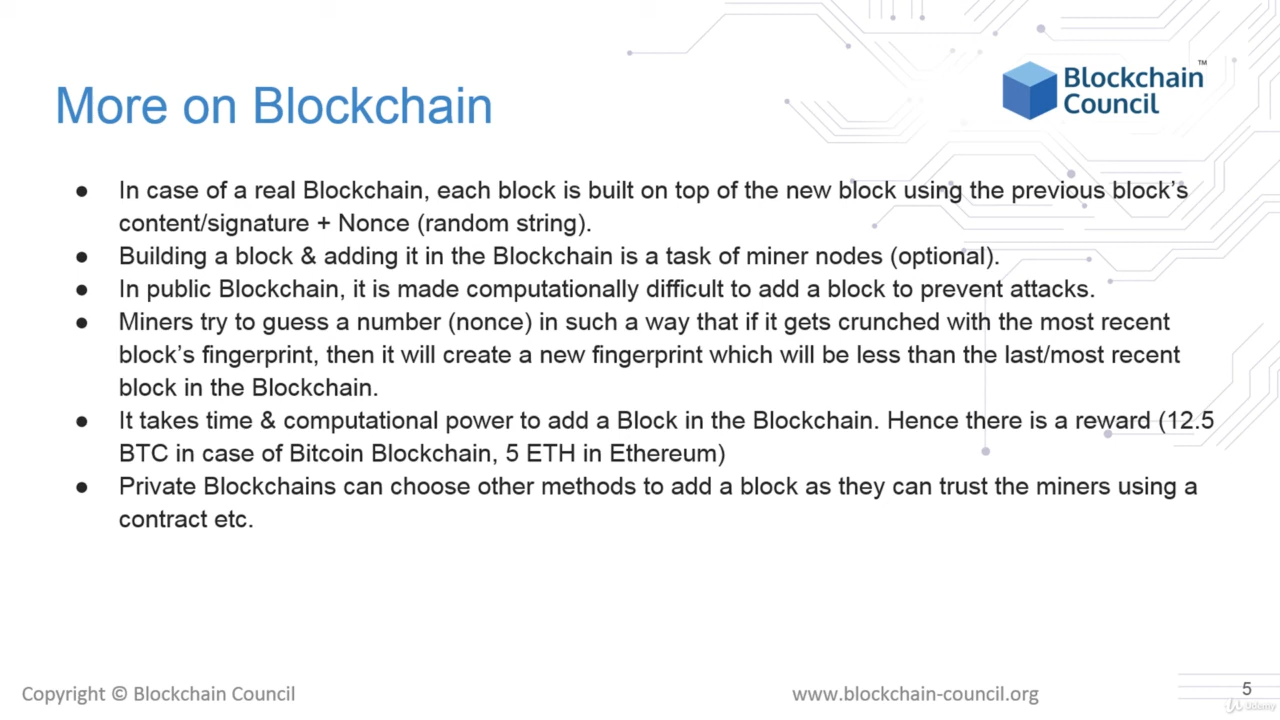 Blockchain
Council
TM
More on Blockchain
● In case of a real Blockchain, each block is built on top of the new block using the previous block’s
content/signature + Nonce (random string).
● Building a block & adding it in the Blockchain is a task of miner nodes (optional).
● In public Blockchain, it is made computationally difficult to add a block to prevent attacks.
● Miners try to guess a number (nonce) in such a way that if it gets crunched with the most recent
block’s fingerprint, then it will create a new fingerprint which will be less than the last/most recent
block in the Blockchain.
● It takes time & computational power to add a Block in the Blockchain. Hence there is a reward (12.5
BTC in case of Bitcoin Blockchain, 5 ETH in Ethereum)
● Private Blockchains can choose other methods to add a block as they can trust the miners using a
contract etc.
Copyright © Blockchain Council
www.blockchain-council.org
5
Udemy